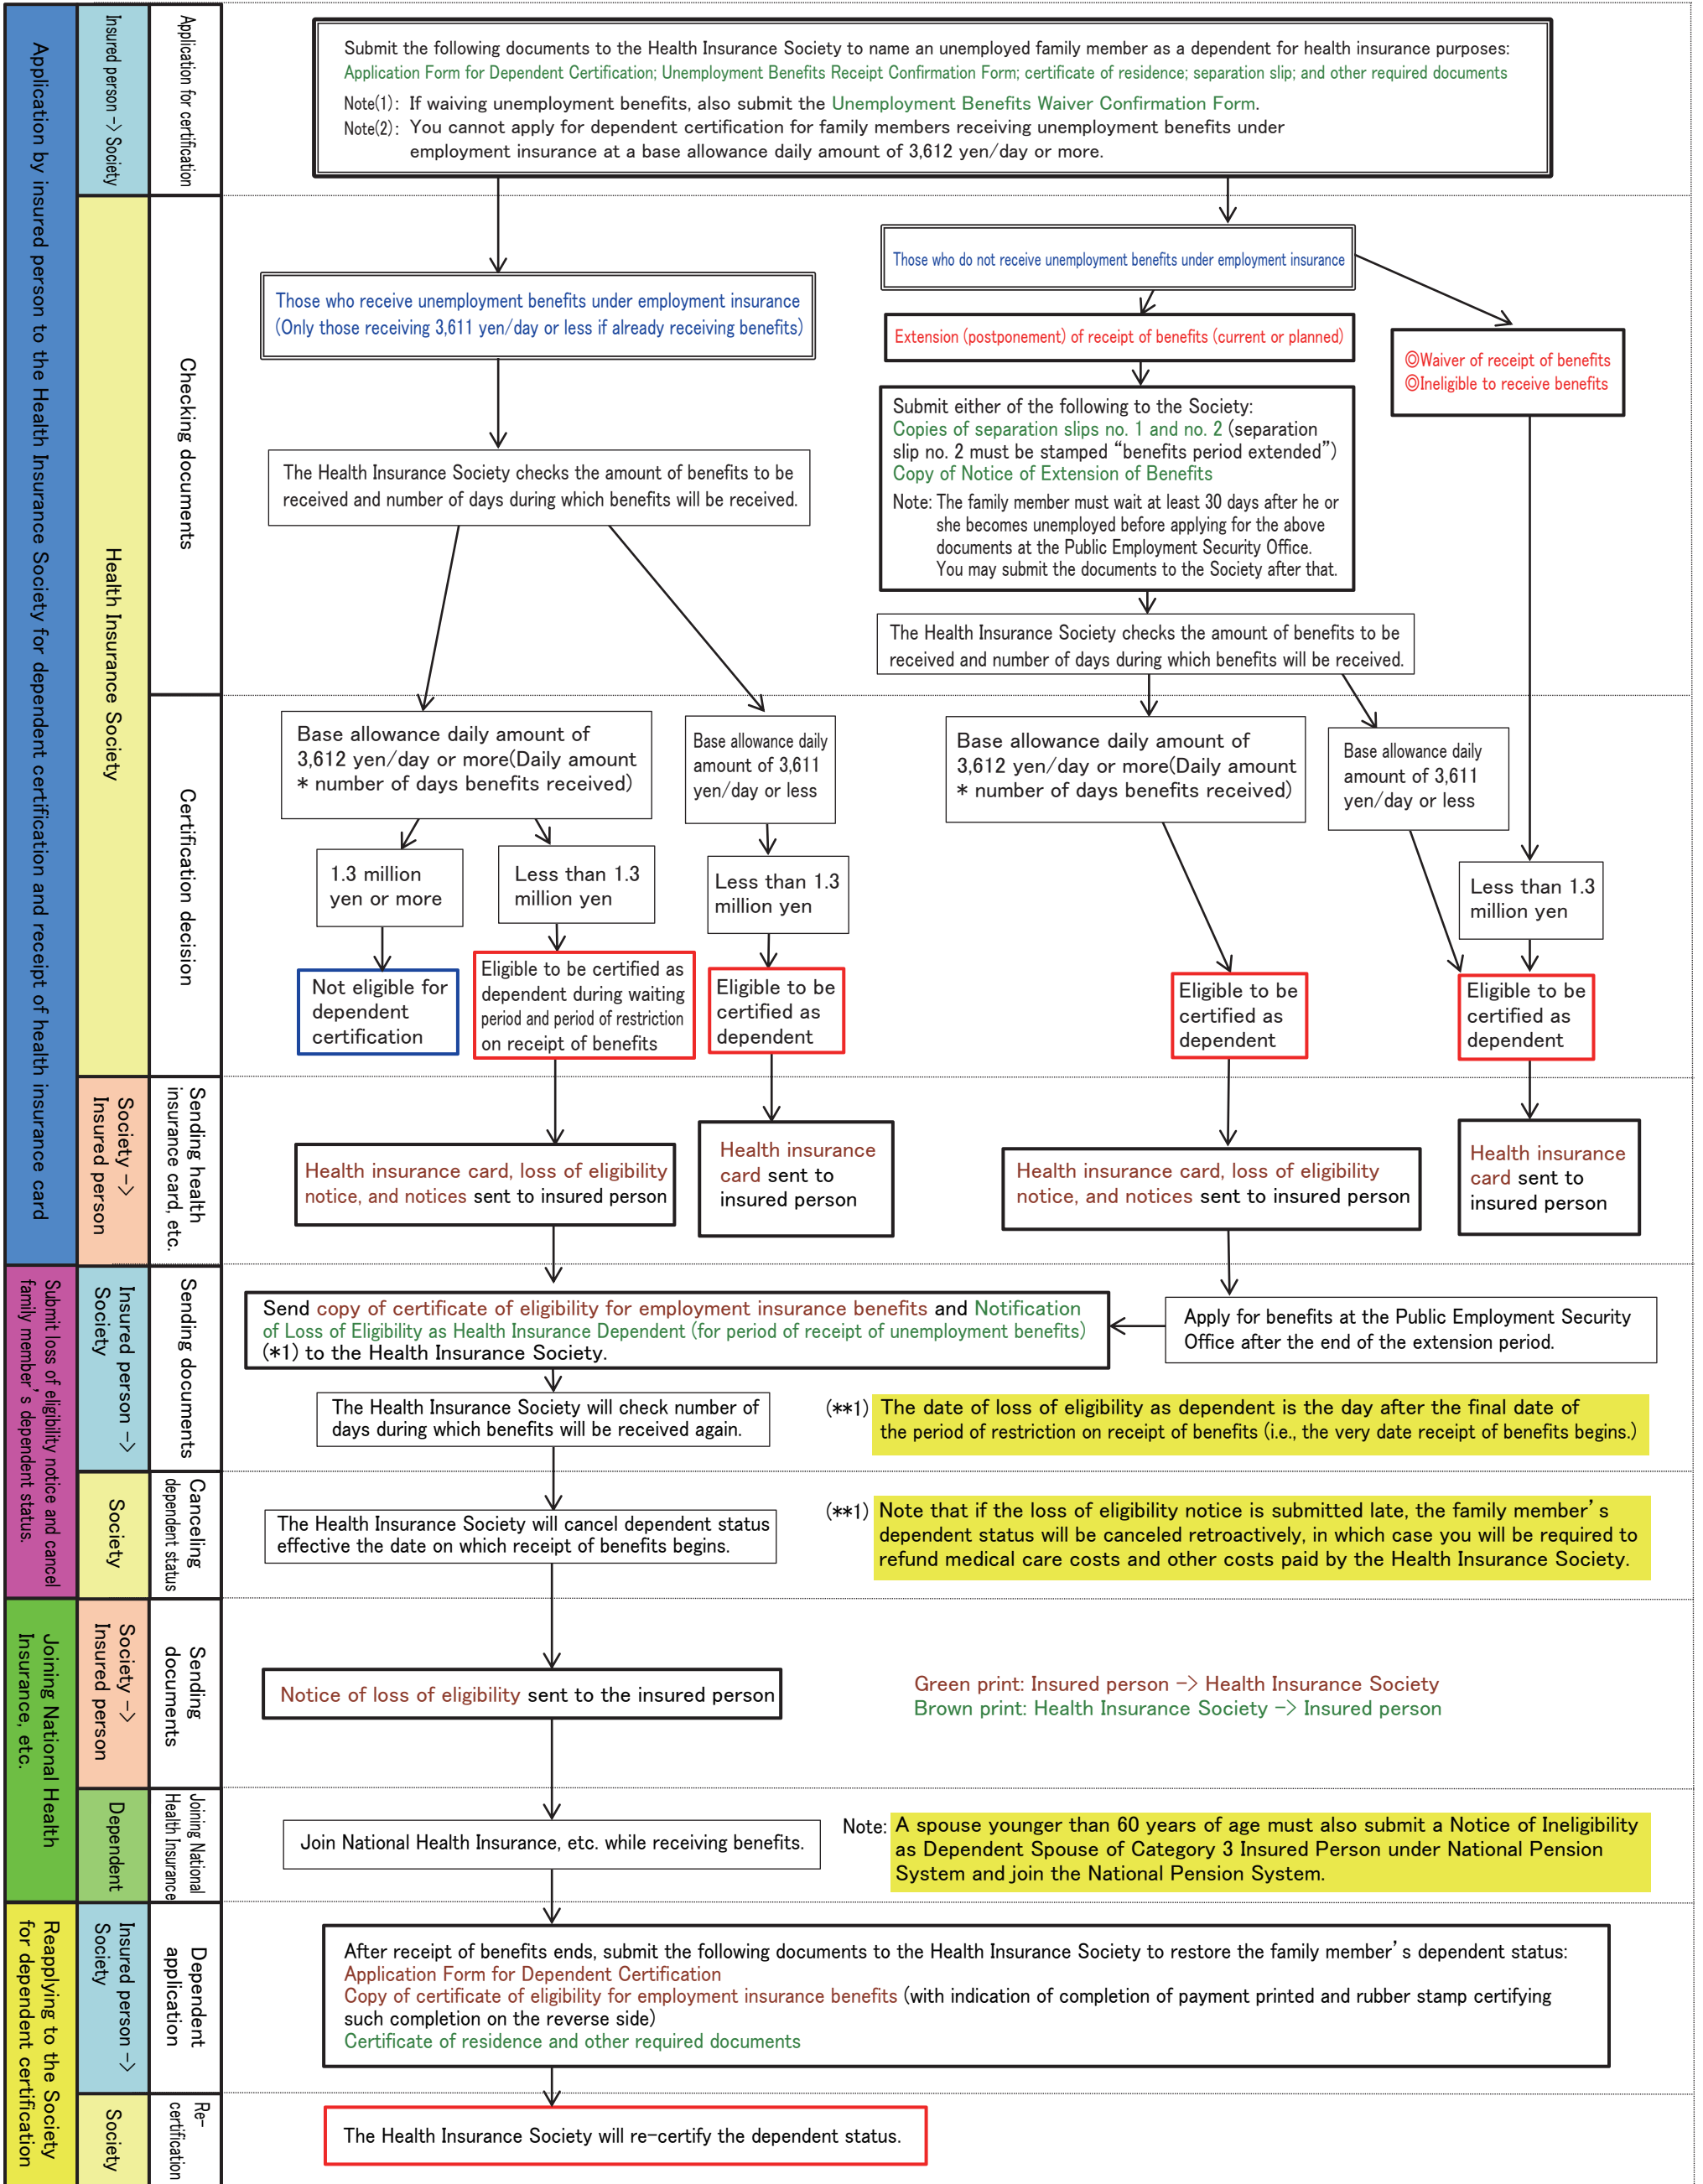 Application by insured person to the Health Insurance Society for dependent certification and receipt of health insurance card
Insured person -> Society
Application for certification
Submit the following documents to the Health Insurance Society to name an unemployed family member as a dependent for health insurance purposes:
Application Form for Dependent Certification; Unemployment Benefits Receipt Confirmation Form; certificate of residence; separation slip; and other required documents
Note(1): If waiving unemployment benefits, also submit the Unemployment Benefits Waiver Confirmation Form.
Note(2): You cannot apply for dependent certification for family members receiving unemployment benefits under
employment insurance at a base allowance daily amount of 3,612 yen/day or more.
Health Insurance Society
Checking documents
Those who receive unemployment benefits under employment insurance
(Only those receiving 3,611 yen/day or less if already receiving benefits)
The Health Insurance Society checks the amount of benefits to be
received and number of days during which benefits will be received.
Those who do not receive unemployment benefits under employment insurance
Extension (postponement) of receipt of benefits (current or planned)
◎Waiver of receipt of benefits
◎Ineligible to receive benefits
Submit either of the following to the Society:
Copies of separation slips no. 1 and no. 2 (separation
slip no. 2 must be stamped “benefits period extended”)
Copy of Notice of Extension of Benefits
Note: The family member must wait at least 30 days after he or
she becomes unemployed before applying for the above
documents at the Public Employment Security Office.
You may submit the documents to the Society after that.
The Health Insurance Society checks the amount of benefits to be
received and number of days during which benefits will be received.
Certification decision
Base allowance daily amount of
3,612 yen/day or more(Daily amount
* number of days benefits received)
Base allowance daily
amount of 3,611
yen/day or less
Base allowance daily amount of
3,612 yen/day or more(Daily amount
* number of days benefits received)
Base allowance daily
amount of 3,611
yen/day or less
1.3 million
yen or more
Less than 1.3
million yen
Less than 1.3
million yen
Less than 1.3
million yen
Not eligible for
dependent
certification
Eligible to be certified as
dependent during waiting
period and period of restriction
on receipt of benefits
Eligible to be
certified as
dependent
Eligible to be
certified as
dependent
Eligible to be
certified as
dependent
Society ->
Insured person
Sending health
insurance card, etc.
Health insurance card, loss of eligibility
notice, and notices sent to insured person
Health insurance
card sent to
insured person
Health insurance card, loss of eligibility
notice, and notices sent to insured person
Health insurance
card sent to
insured person
Submit loss of eligibility notice and cancel
family member’s dependent status.
Insured person ->
Society
Sending documents
Send copy of certificate of eligibility for employment insurance benefits and Notification
of Loss of Eligibility as Health Insurance Dependent (for period of receipt of unemployment benefits)
(*1) to the Health Insurance Society.
Apply for benefits at the Public Employment Security
Office after the end of the extension period.
The Health Insurance Society will check number of
days during which benefits will be received again.
(**1) The date of loss of eligibility as dependent is the day after the final date of
the period of restriction on receipt of benefits (i.e., the very date receipt of benefits begins.)
Society
Canceling
dependent status
The Health Insurance Society will cancel dependent status
effective the date on which receipt of benefits begins.
(**1) Note that if the loss of eligibility notice is submitted late, the family member’s
dependent status will be canceled retroactively, in which case you will be required to
refund medical care costs and other costs paid by the Health Insurance Society.
Joining National Health
Insurance, etc.
Society ->
Insured person
Sending
documents
Notice of loss of eligibility sent to the insured person
Green print: Insured person -> Health Insurance Society
Brown print: Health Insurance Society -> Insured person
Dependent
Joining National
Health Insurance
Join National Health Insurance, etc. while receiving benefits.
Note: A spouse younger than 60 years of age must also submit a Notice of Ineligibility
as Dependent Spouse of Category 3 Insured Person under National Pension
System and join the National Pension System.
Reapplying to the Society
for dependent certification
Insured person ->
Society
Dependent
application
After receipt of benefits ends, submit the following documents to the Health Insurance Society to restore the family member’s dependent status:
Application Form for Dependent Certification
Copy of certificate of eligibility for employment insurance benefits (with indication of completion of payment printed and rubber stamp certifying
such completion on the reverse side)
Certificate of residence and other required documents
Society
Re-
certification
The Health Insurance Society will re-certify the dependent status.